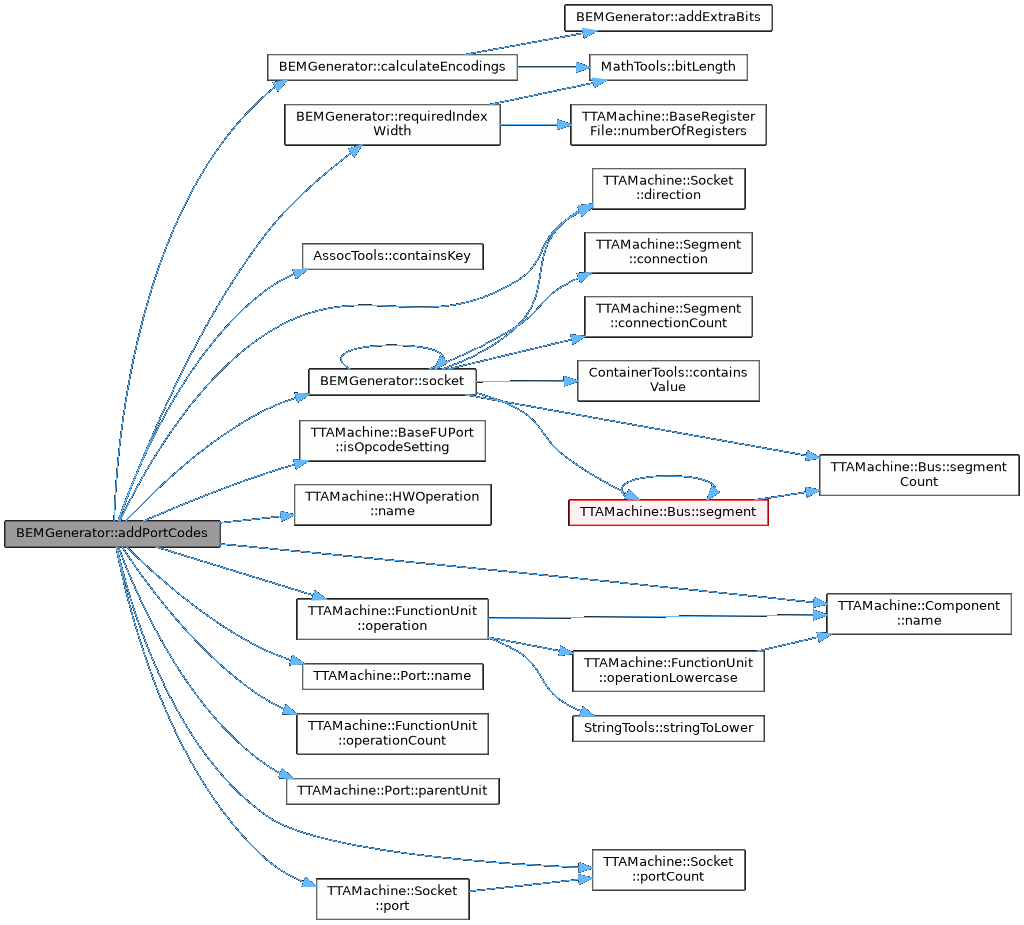 BEMGenerator::addExtraBits
BEMGenerator::calculateEncodings
MathTools::bitLength
BEMGenerator::requiredIndex
Width
TTAMachine::BaseRegister
File::numberOfRegisters
TTAMachine::Socket
::direction
AssocTools::containsKey
TTAMachine::Segment
::connection
TTAMachine::Segment
::connectionCount
BEMGenerator::socket
ContainerTools::contains
Value
TTAMachine::BaseFUPort
::isOpcodeSetting
TTAMachine::Bus::segment
Count
TTAMachine::HWOperation
::name
TTAMachine::Bus::segment
BEMGenerator::addPortCodes
TTAMachine::FunctionUnit
::operation
TTAMachine::Component
::name
TTAMachine::Port::name
TTAMachine::FunctionUnit
::operationLowercase
TTAMachine::FunctionUnit
::operationCount
StringTools::stringToLower
TTAMachine::Port::parentUnit
TTAMachine::Socket
::portCount
TTAMachine::Socket
::port